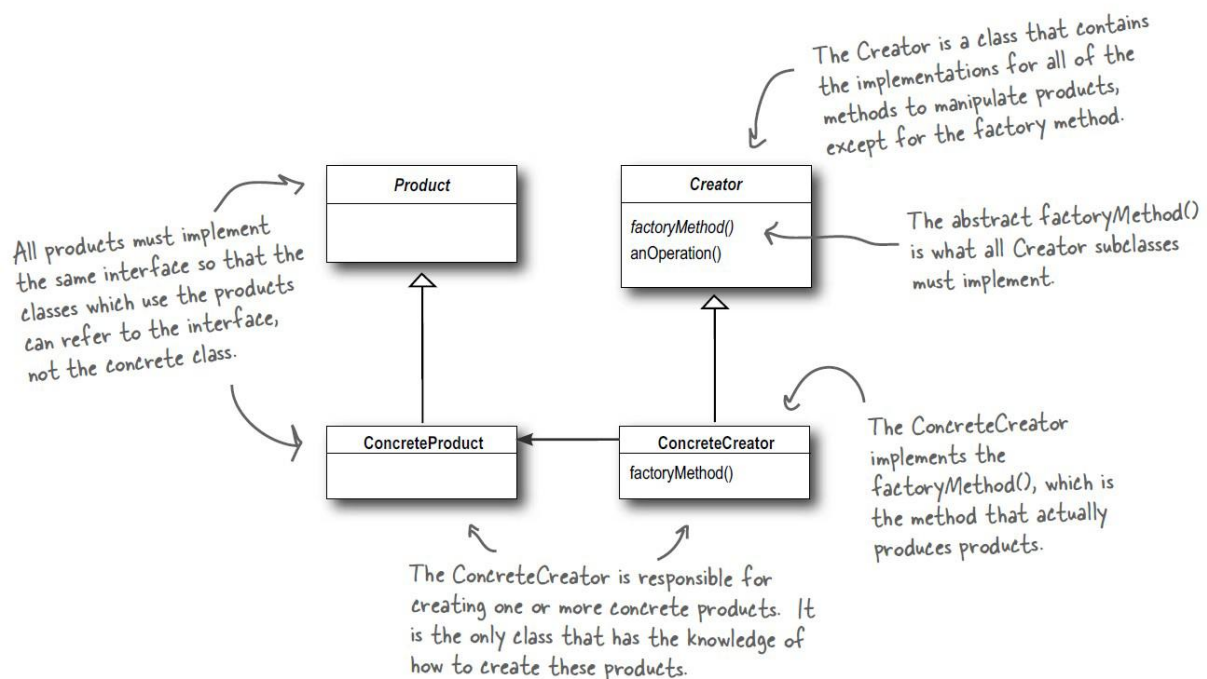 The Creator is a class that contains
the implementations for all of the
methods to manipulate products,
except for the factory method.
Product
Creator
factoryMethod()
anOperation()
The abstract factoryMethod()
is what all Creator subclasses
must implement.
All products must implement
the same interface so that the
classes which use the products
can refer to the interface,
not the concrete class.
ConcreteProduct
ConcreteCreator
factoryMethod()
The ConcreteCreator
implements the
factoryMethod(), which is
the method that actually
produces products.
The ConcreteCreator is responsible for
creating one or more concrete products. It
is the only class that has the knowledge of
how to create these products.